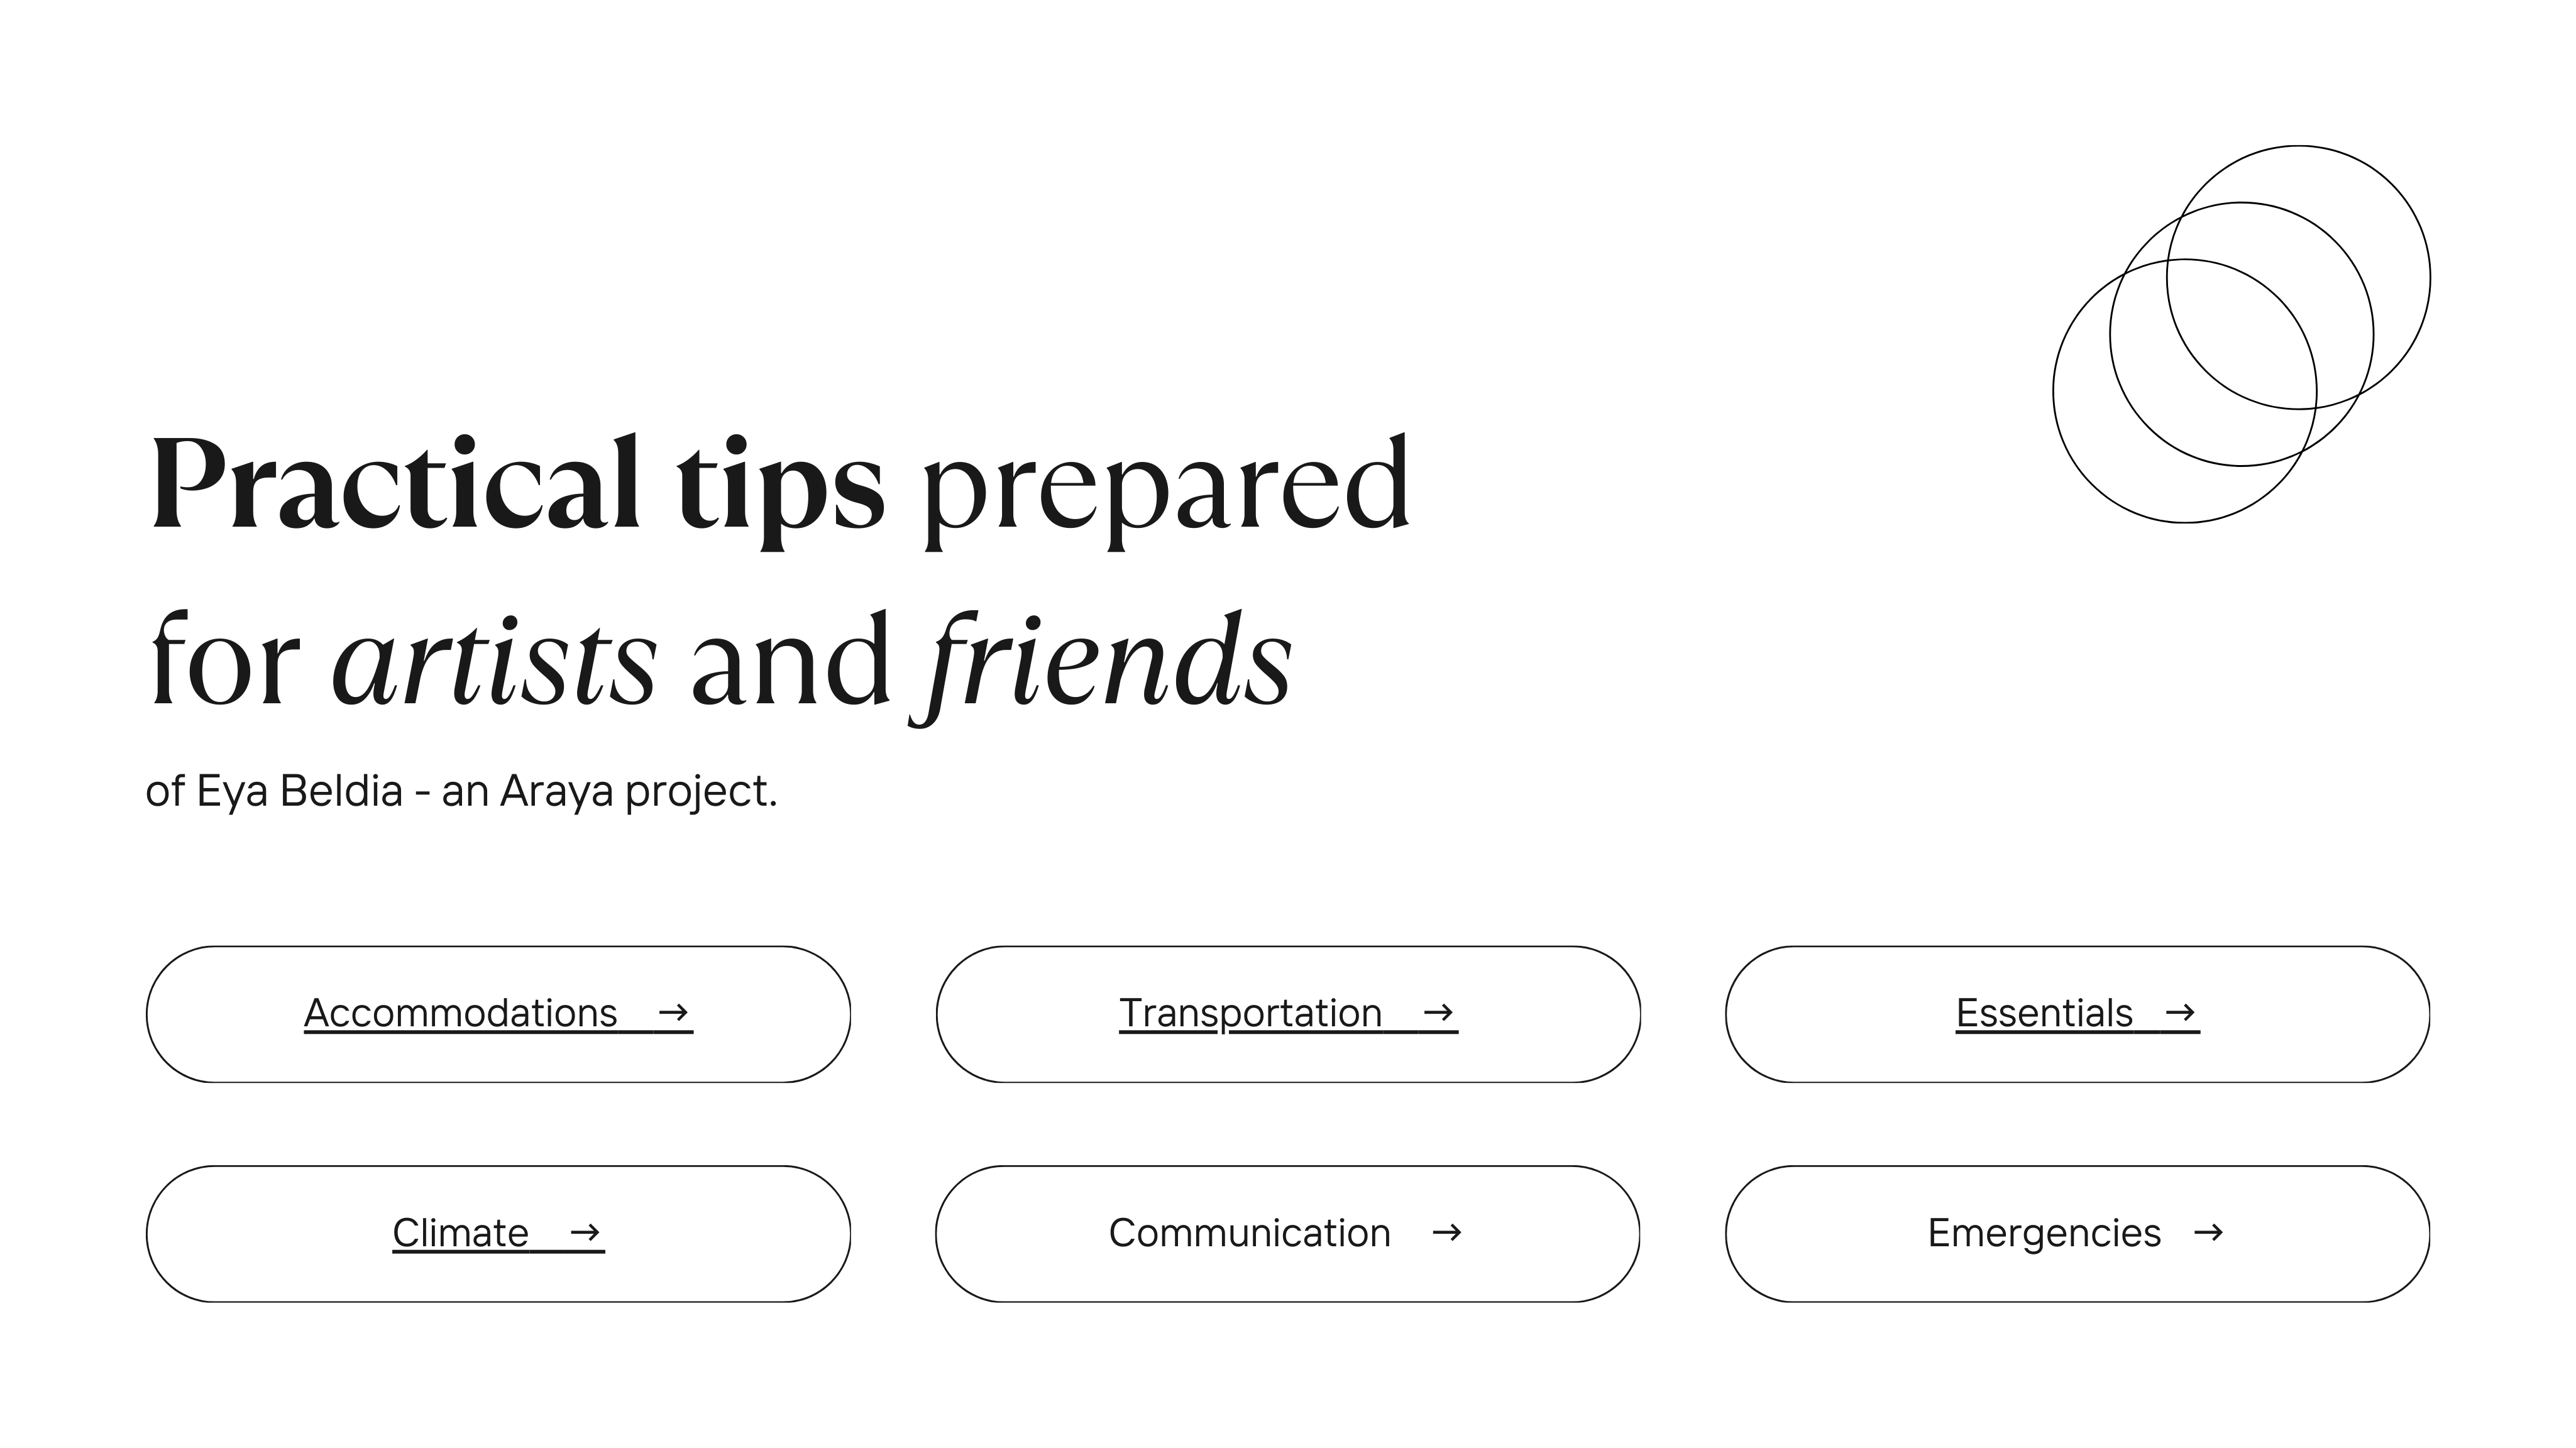 Practical tips prepared
for artists and friends
of Eya Beldia - an Araya project.
Accommodations →
Transportation →
Essentials →
Climate →
Communication →
Emergencies →